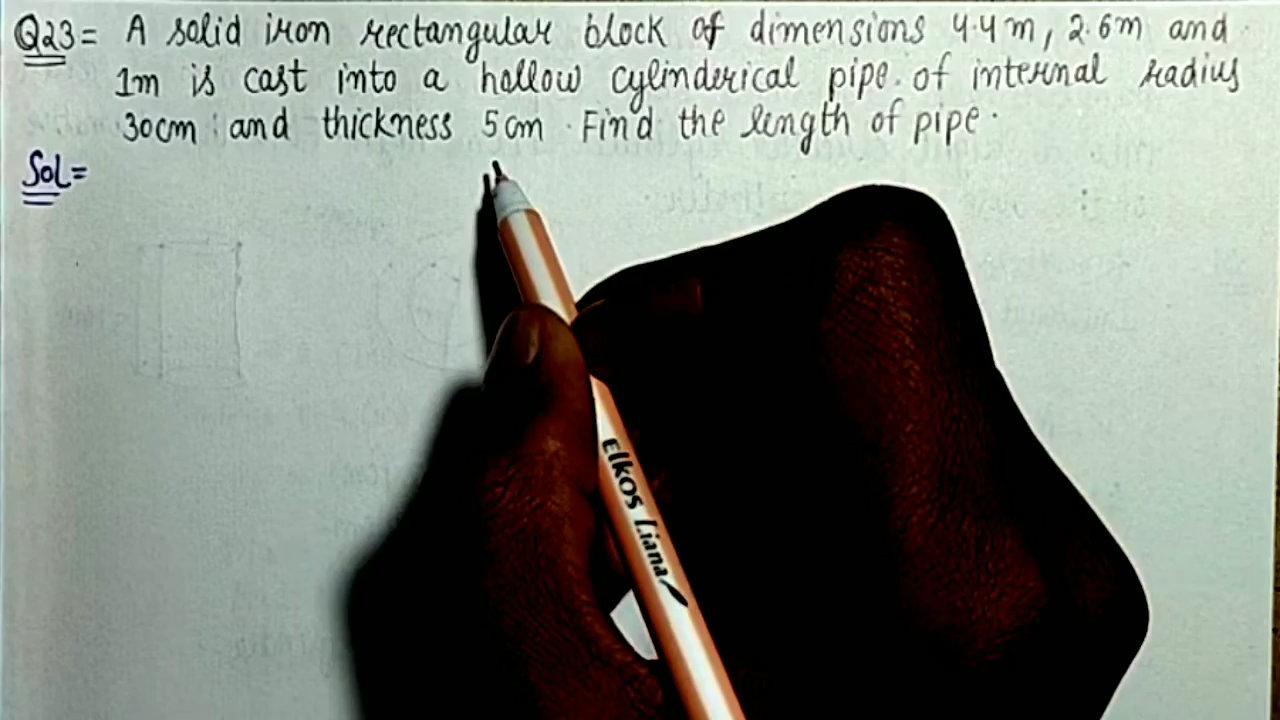 Q23= A solid iron rectangular block of dimensions 4.4m, 2.6m and
1m is cast into a hollow cylinderical pipe of internal radius
30cm and thickness 5cm. Find the length of pipe.
Sol=
Elkos Liana